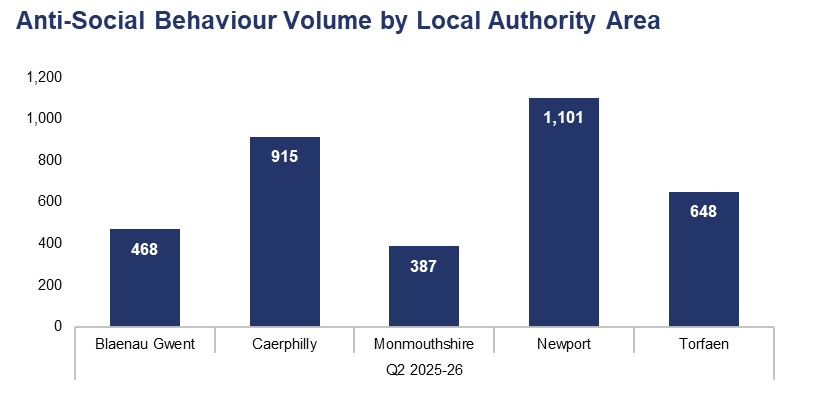 Anti-Social Behaviour Volume by Local Authority Area
1,200
1,000
800
600
400
200
0
468
915
387
1,101
648
Blaenau Gwent
Caerphilly
Monmouthshire
Newport
Torfaen
Q2 2025-26